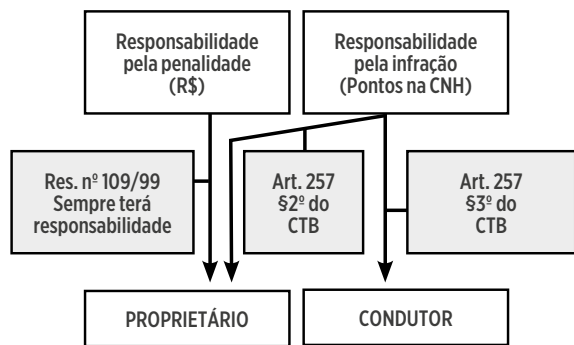 Responsabilidade
pela penalidade
(R$)
Responsabilidade
pela infração
(Pontos na CNH)
Res. nº 109/99
Sempre terá
responsabilidade
Art. 257
§2º do
CTB
Art. 257
§3º do
CTB
PROPRIETÁRIO
CONDUTOR